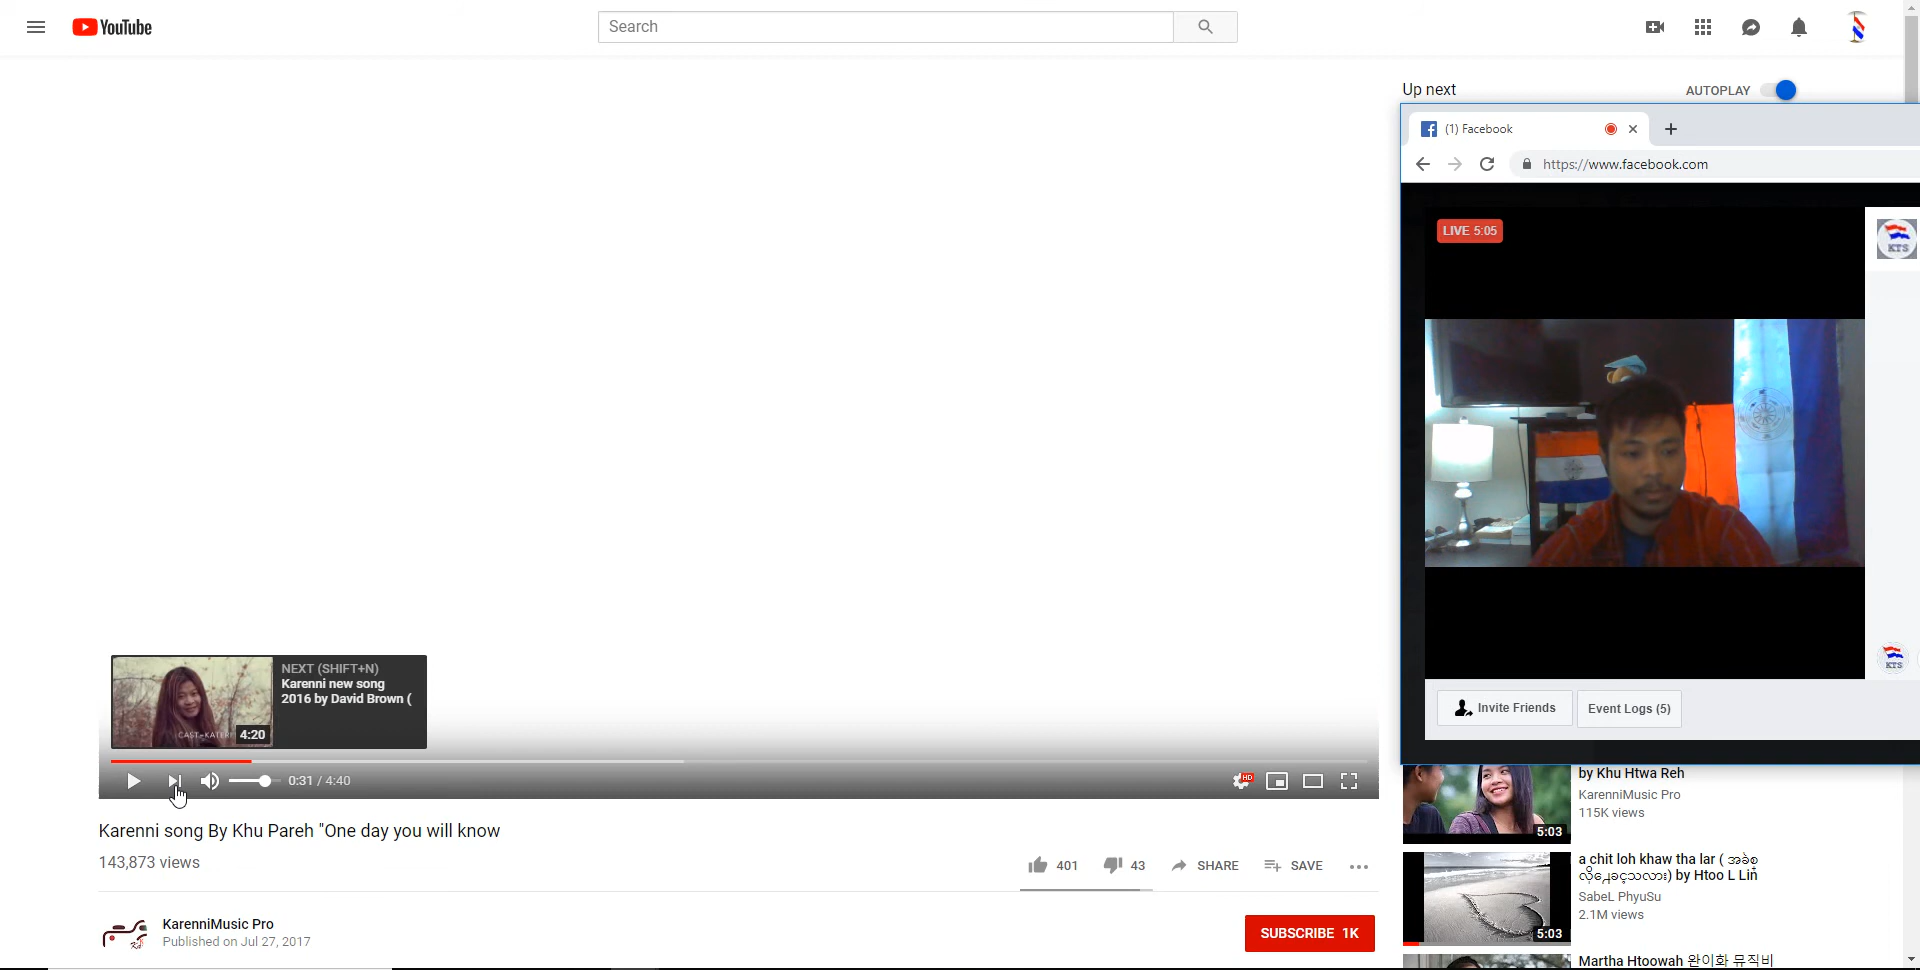 YouTube
Search
Up next
AUTOPLAY
(1) Facebook
https://www.facebook.com
LIVE 5:05
KTS
KTS
Invite Friends
Event Logs (5)
NEXT (SHIFT+N)
Karenni new song
2016 by David Brown (
4:20
0:31 / 4:40
HD
Karenni song By Khu Pareh "One day you will know
143,873 views
401
43
SHARE
SAVE
KarenniMusic Pro
Published on Jul 27, 2017
SUBSCRIBE 1K
by Khu Htwa Reh
KarenniMusic Pro
115K views
5:03
a chit loh khaw tha lar (
by Htoo L Lin
SabeL PhyuSu
2.1M views
5:03
Martha Htoowah 완이화 뮤직비